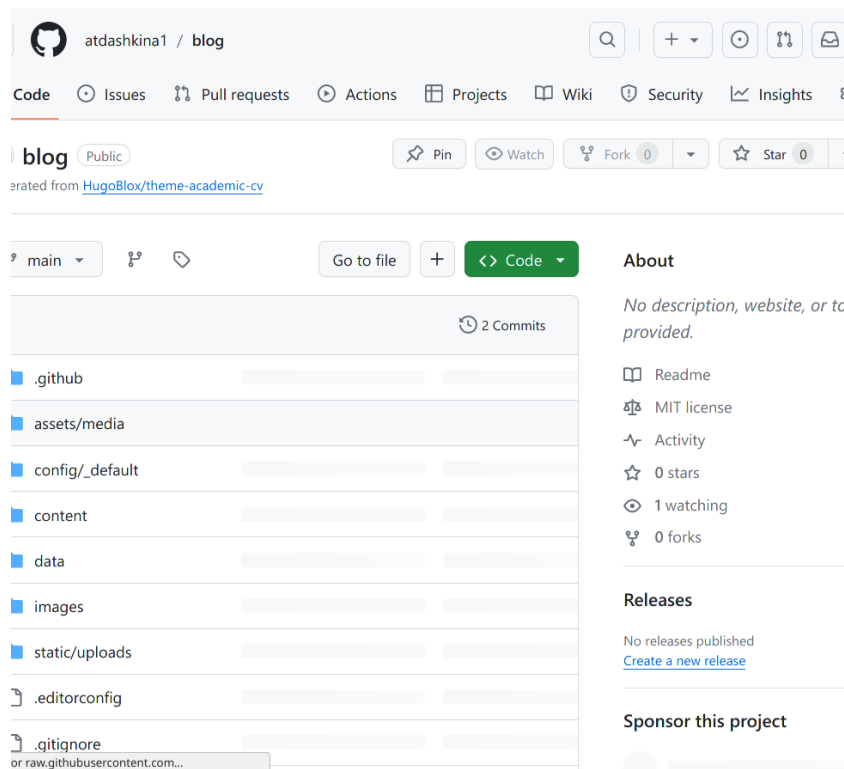 atdashkina1 / blog
Code Issues Pull requests Actions Projects Wiki Security Insights
blog Public Pin Watch Fork 0 Star 0
erated from HugoBlox/theme-academic-cv
main Go to file Code
About
No description, website, or to
provided.
2 Commits
.github
assets/media
config/_default
content
data
images
static/uploads
.editorconfig
.gitignore
or raw.githubusercontent.com...
Readme
MIT license
Activity
0 stars
1 watching
0 forks
Releases
No releases published
Create a new release
Sponsor this project